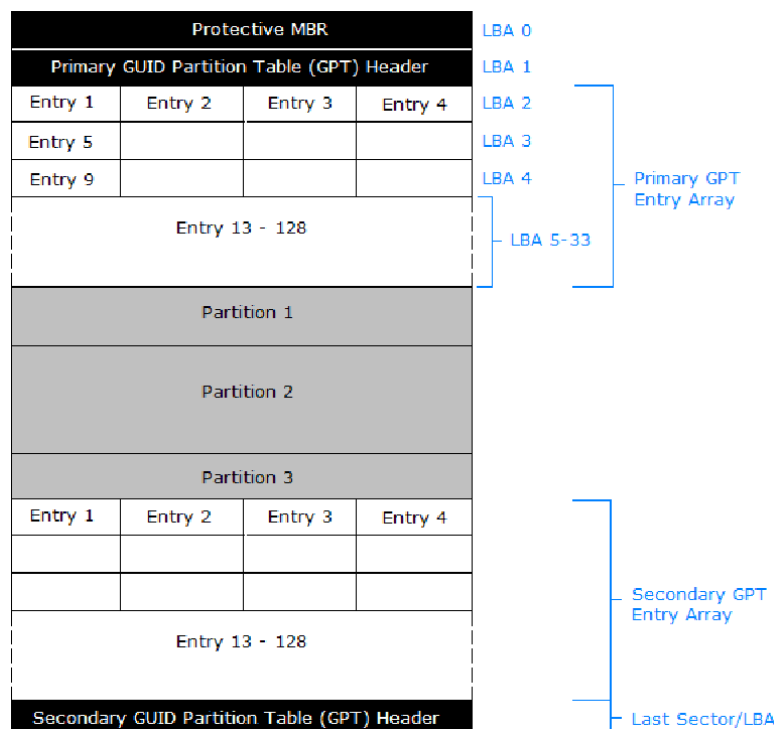 Protective MBR LBA 0
Primary GUID Partition Table (GPT) Header LBA 1
Entry 1 Entry 2 Entry 3 Entry 4 LBA 2
Entry 5 LBA 3
Entry 9 LBA 4
Primary GPT
Entry Array
Entry 13 - 128
LBA 5-33
Partition 1
Partition 2
Partition 3
Entry 1 Entry 2 Entry 3 Entry 4
Secondary GPT
Entry Array
Entry 13 - 128
Secondary GUID Partition Table (GPT) Header Last Sector/LBA